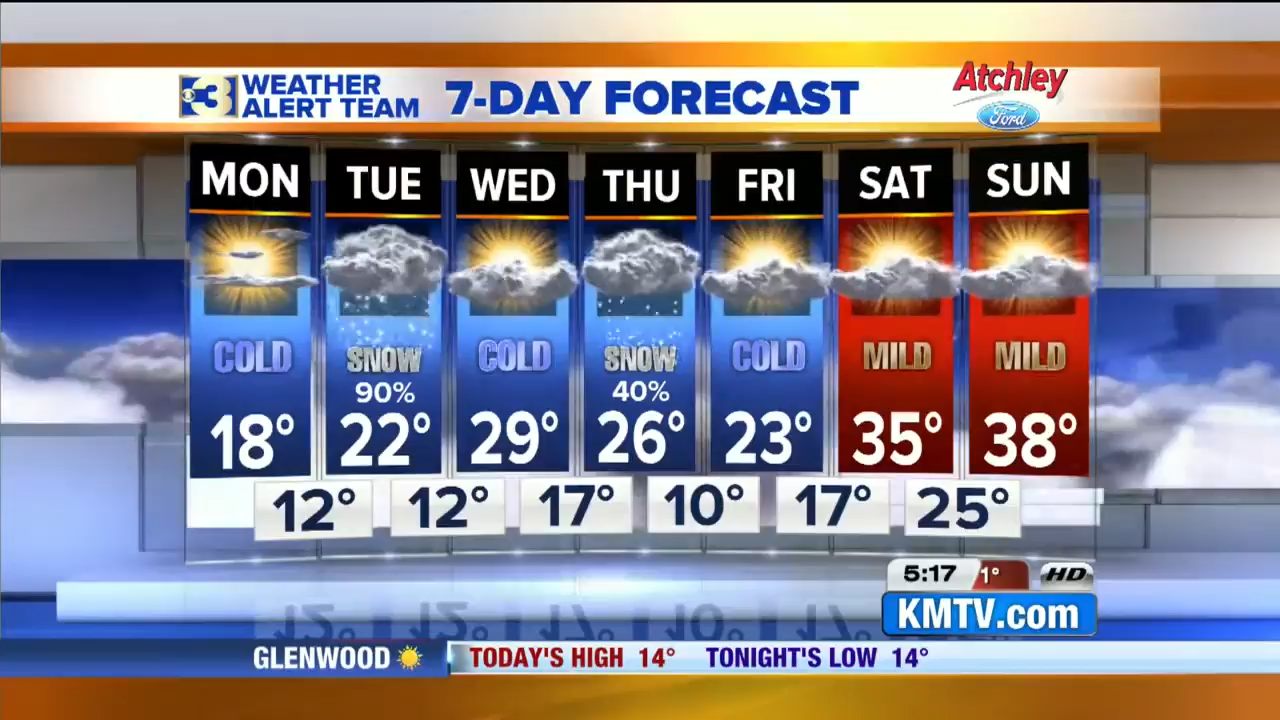 3 WEATHER
ALERT TEAM
7-DAY FORECAST
Atchley
Ford
MON TUE WED THU FRI SAT SUN
COLD SNOW COLD SNOW COLD MILD MILD
90% 40%
18° 22° 29° 26° 23° 35° 38°
12° 12° 17° 10° 17° 25°
5:17 1° HD
KMTV.com
GLENWOOD TODAY'S HIGH 14° TONIGHT'S LOW 14°